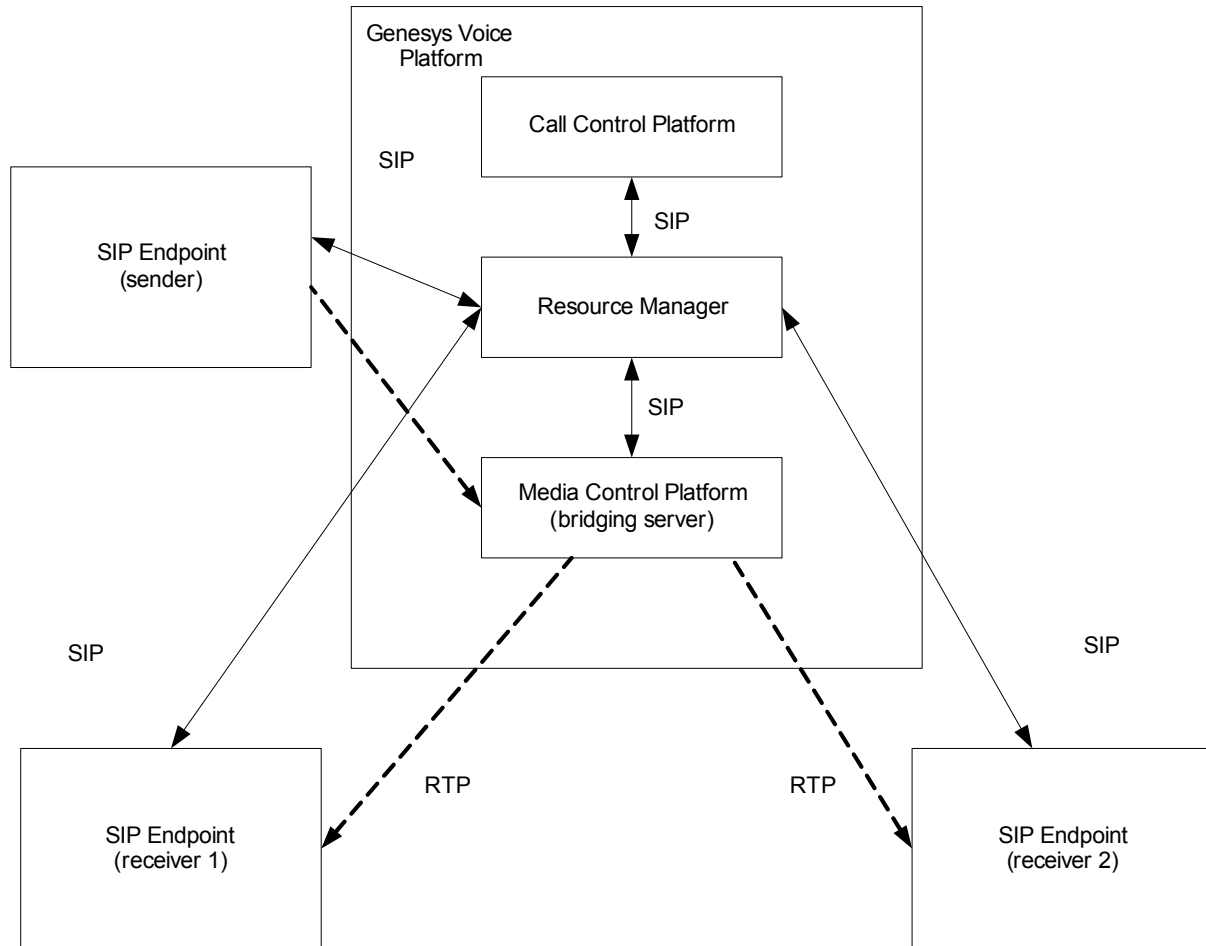 Genesys Voice
Platform
Call Control Platform
SIP
SIP
SIP Endpoint
(sender)
Resource Manager
SIP
Media Control Platform
(bridging server)
SIP
SIP
RTP
RTP
SIP Endpoint
(receiver 1)
SIP Endpoint
(receiver 2)